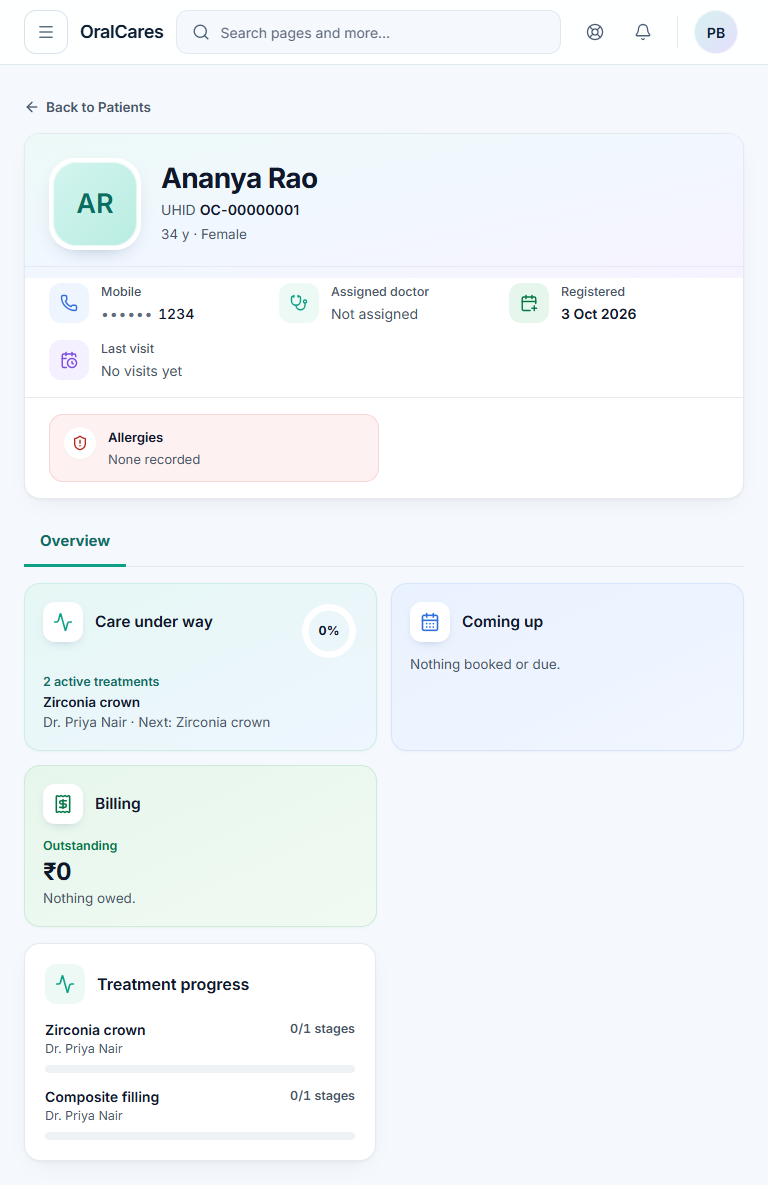 OralCares
Search pages and more...
PB
Back to Patients
AR
Ananya Rao
UHID OC-00000001
34 y · Female
Mobile
•••••• 1234
Assigned doctor
Not assigned
Registered
3 Oct 2026
Last visit
No visits yet
Allergies
None recorded
Overview
Care under way
0%
2 active treatments
Zirconia crown
Dr. Priya Nair · Next: Zirconia crown
Coming up
Nothing booked or due.
Billing
Outstanding
₹0
Nothing owed.
Treatment progress
Zirconia crown
0/1 stages
Dr. Priya Nair
Composite filling
0/1 stages
Dr. Priya Nair